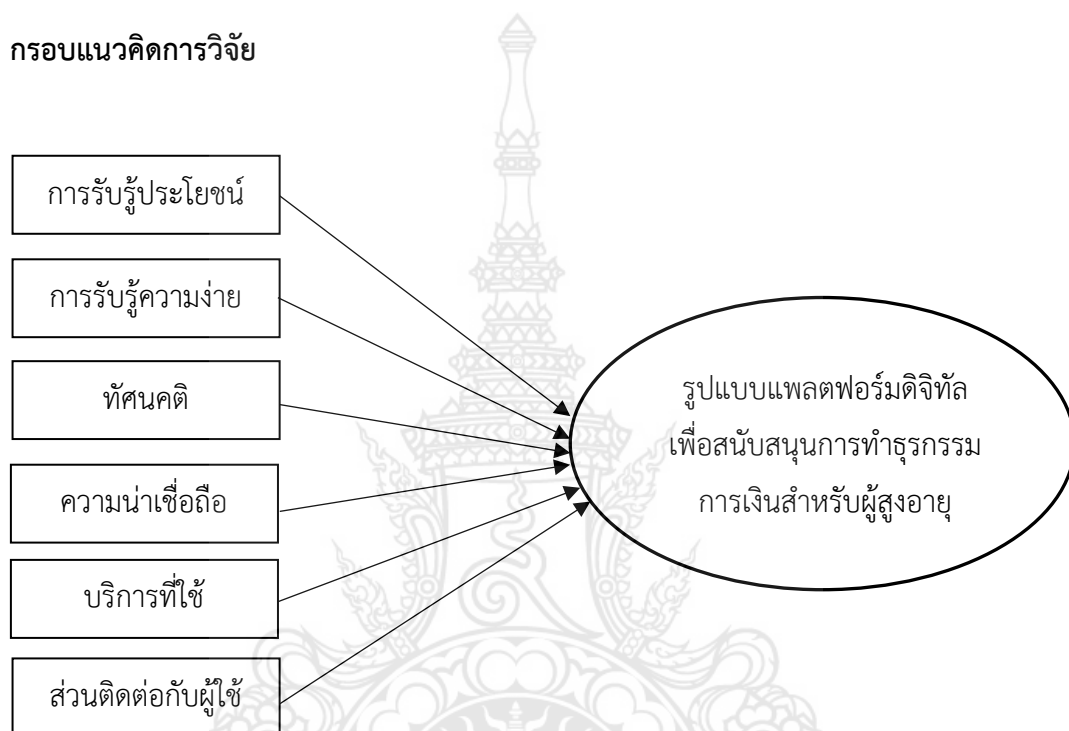 กรอบแนวคิดการวิจัย
การรับรู้ประโยชน์
การรับรู้ความง่าย
ทัศนคติ
ความน่าเชื่อถือ
บริการที่ใช้
ส่วนติดต่อกับผู้ใช้
รูปแบบแพลตฟอร์มดิจิทัล
เพื่อสนับสนุนการทำธุรกรรม
การเงินสำหรับผู้สูงอายุ